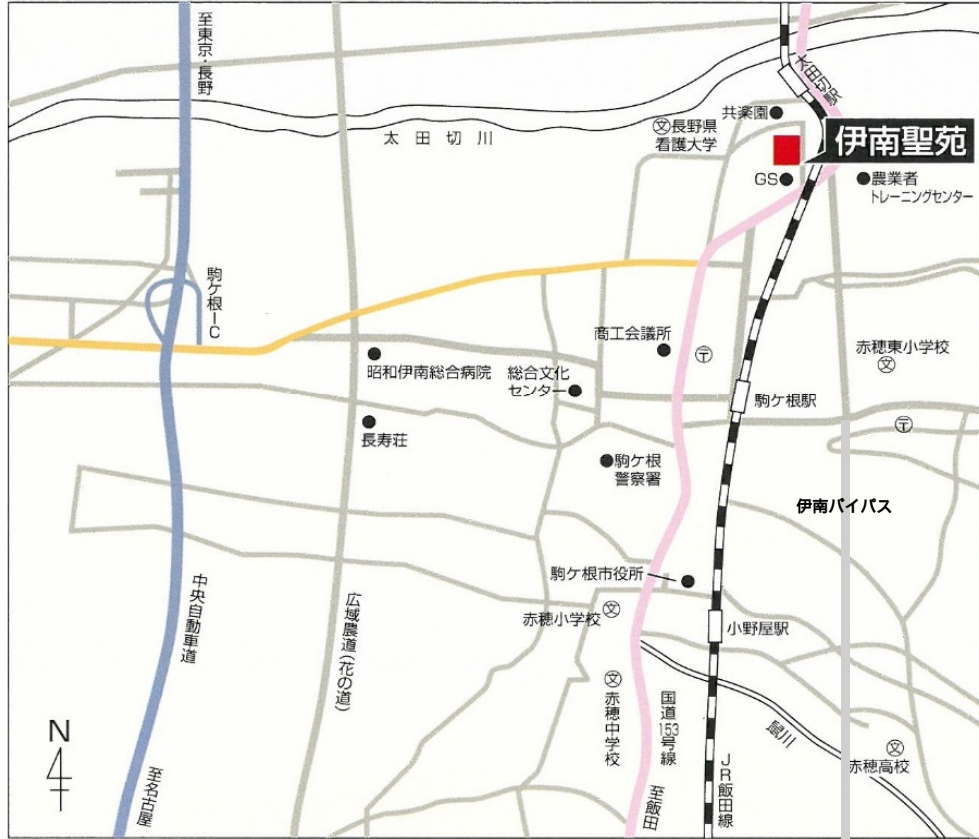 至東京・長野
太田切駅
共楽園
長野県
看護大学
伊南聖苑
太田切川
GS
農業者
トレーニングセンター
駒ケ根IC
商工会議所
赤穂東小学校
昭和伊南総合病院
総合文化
センター
駒ケ根駅
長寿荘
駒ケ根
警察署
伊南バイパス
駒ケ根市役所
中央自動車道
広域農道(花の道)
赤穂小学校
小野屋駅
赤穂中学校
国道153号線
鼠川
赤穂高校
N
至名古屋
至飯田
JR飯田線